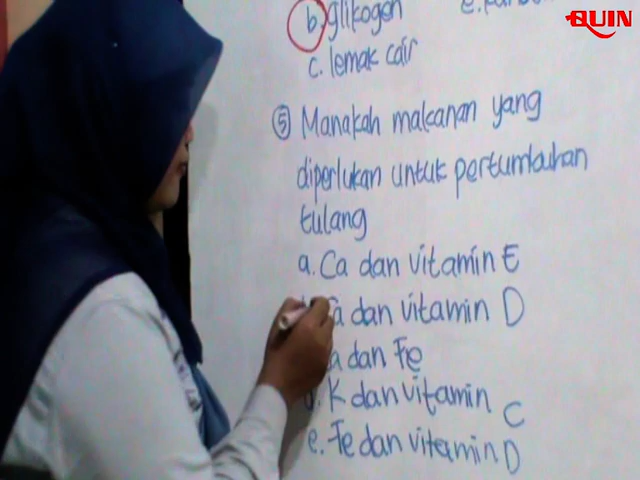 b. glikogen
c. lemak cair
QUIN
⑤ Manakah makanan yang
diperlukan untuk pertumbuhan
tulang
a. Ca dan vitamin E
a dan vitamin D
a dan Fe
d. K dan vitamin C
e. Fe dan vitamin D